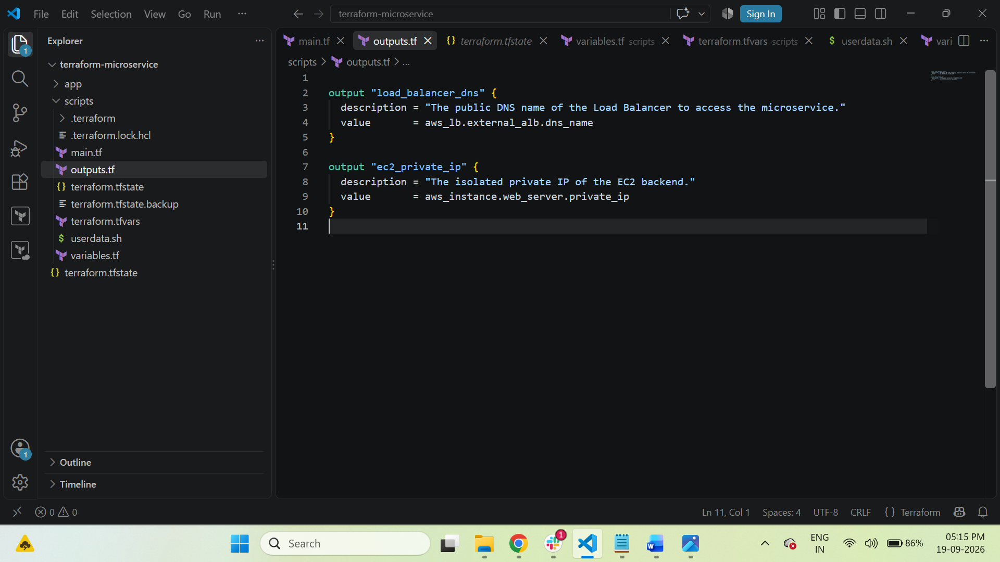 File Edit Selection View Go Run ···
terraform-microservice
Sign In
Explorer
1
terraform-microservice
app
scripts
.terraform
.terraform.lock.hcl
main.tf
outputs.tf
terraform.tfstate
terraform.tfstate.backup
terraform.tfvars
userdata.sh
variables.tf
terraform.tfstate
Outline
Timeline
1
main.tf outputs.tf terraform.tfstate variables.tf scripts terraform.tfvars scripts userdata.sh vari
scripts > outputs.tf > ...
1
2 output "load_balancer_dns" {
3 description = "The public DNS name of the Load Balancer to access the microservice."
4 value = aws_lb.external_alb.dns_name
5 }
6
7 output "ec2_private_ip" {
8 description = "The isolated private IP of the EC2 backend."
9 value = aws_instance.web_server.private_ip
10 }
11
0 0
Ln 11, Col 1 Spaces: 4 UTF-8 CRLF { } Terraform
Search
1
ENG
IN
86%
05:15 PM
19-09-2026